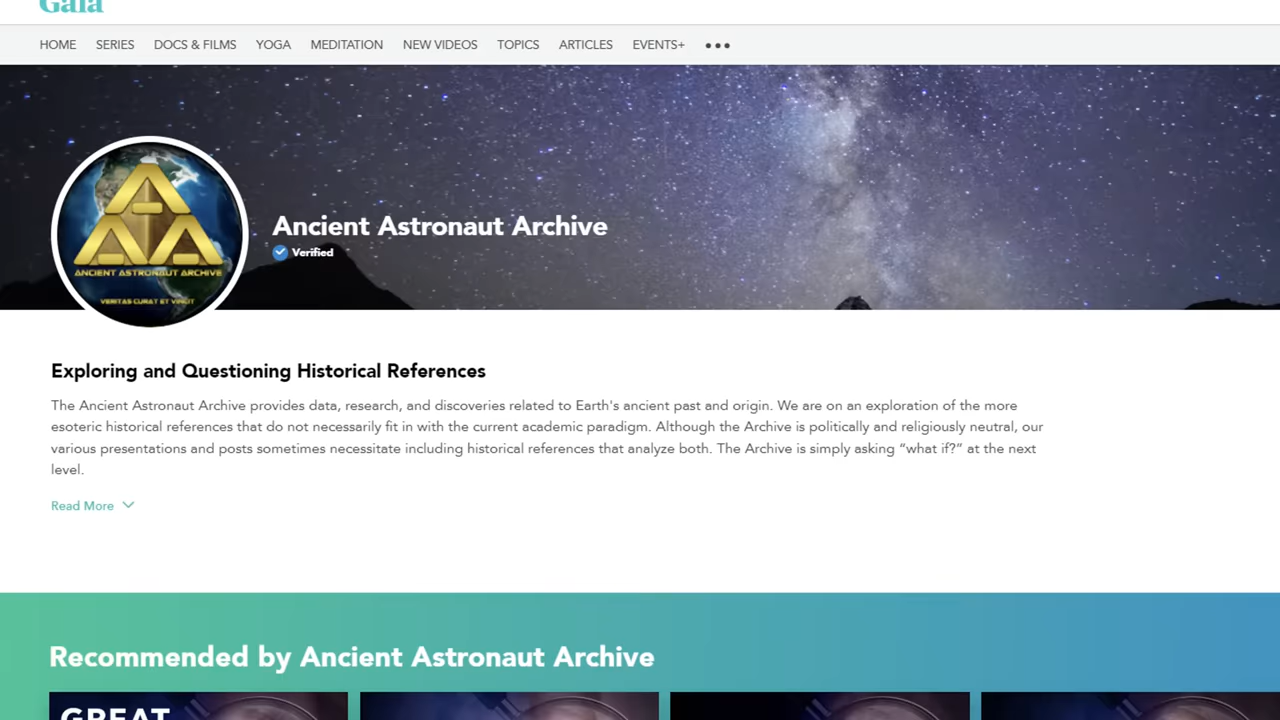 Gaia
HOME SERIES DOCS & FILMS YOGA MEDITATION NEW VIDEOS TOPICS ARTICLES EVENTS+
ANCIENT ASTRONAUT ARCHIVE
VERITAS CURAT ET VINCIT
Ancient Astronaut Archive
Verified
Exploring and Questioning Historical References
The Ancient Astronaut Archive provides data, research, and discoveries related to Earth's ancient past and origin. We are on an exploration of the more
esoteric historical references that do not necessarily fit in with the current academic paradigm. Although the Archive is politically and religiously neutral, our
various presentations and posts sometimes necessitate including historical references that analyze both. The Archive is simply asking “what if?” at the next
level.
Read More
Recommended by Ancient Astronaut Archive
GREAT